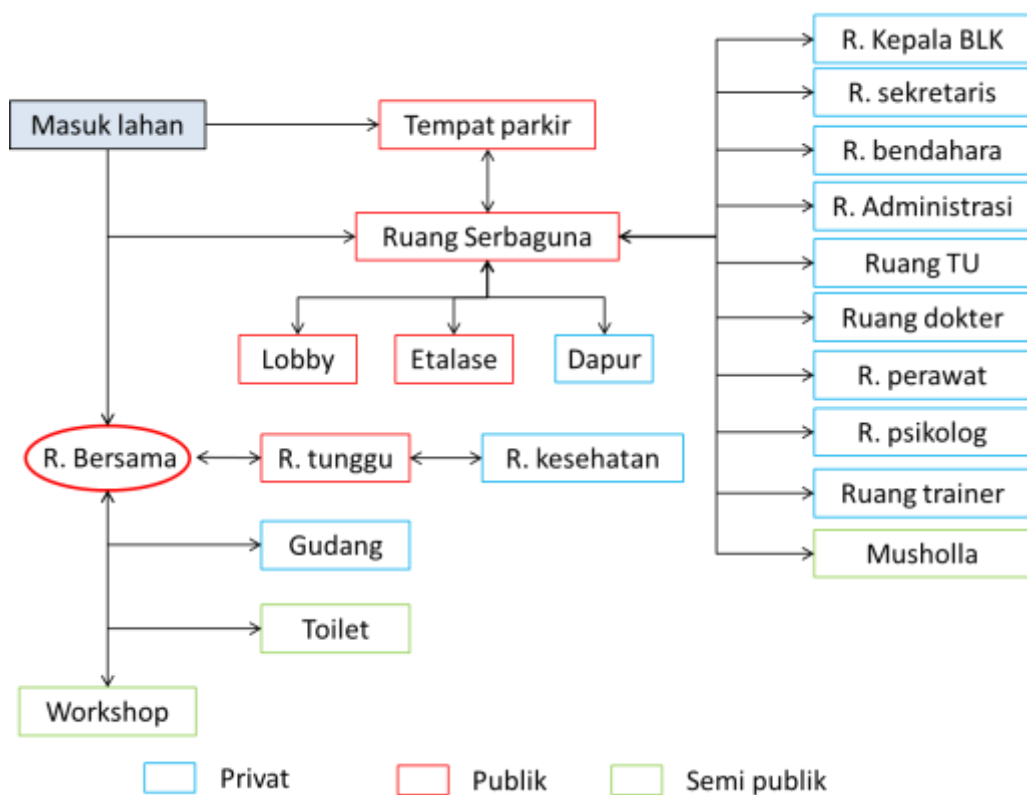 R. Kepala BLK
R. sekretaris
Masuk lahan
Tempat parkir
R. bendahara
R. Administrasi
Ruang Serbaguna
Ruang TU
Ruang dokter
Lobby
Etalase
Dapur
R. perawat
R. psikolog
R. Bersama
R. tunggu
R. kesehatan
Ruang trainer
Gudang
Musholla
Toilet
Workshop
Privat
Publik
Semi publik